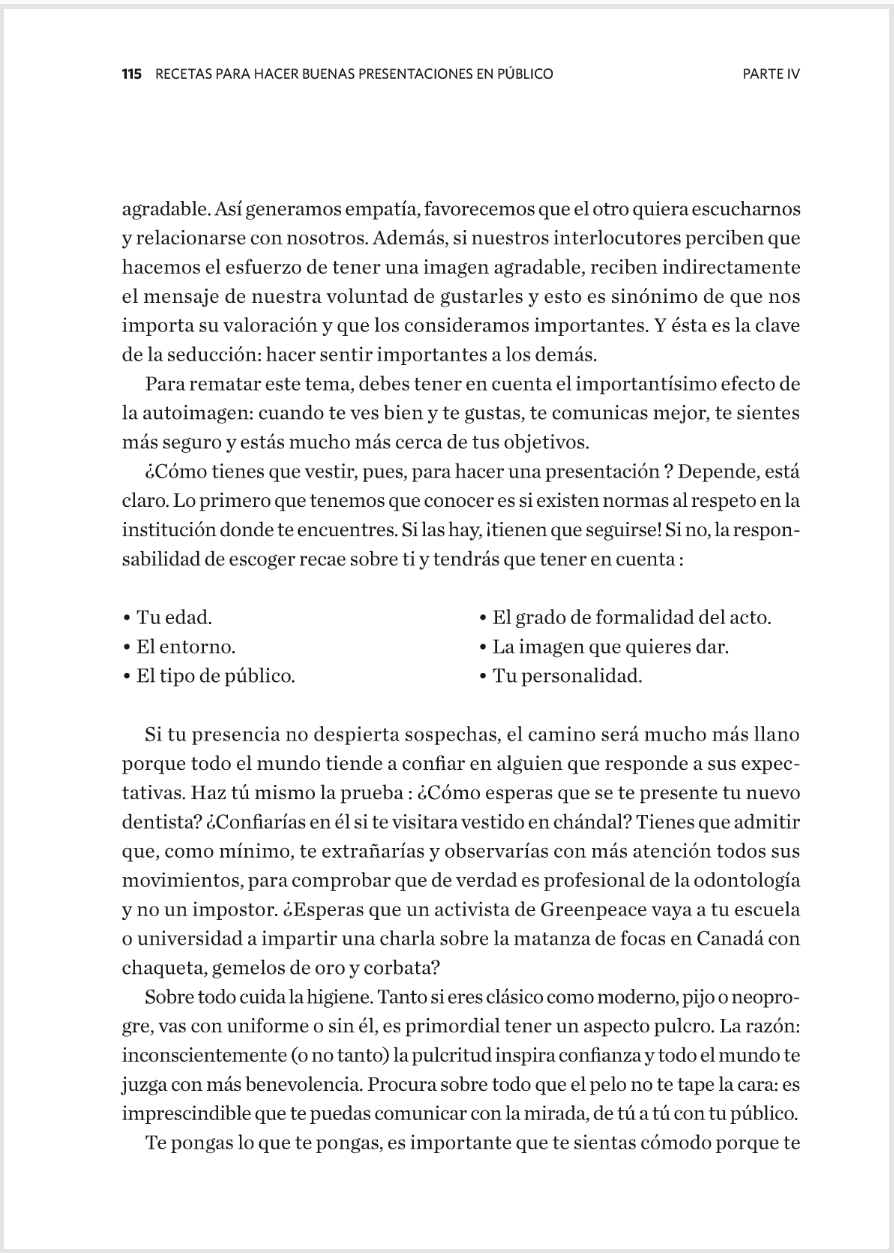 115 RECETAS PARA HACER BUENAS PRESENTACIONES EN PÚBLICO PARTE IV
agradable. Así generamos empatía, favorecemos que el otro quiera escucharnos
y relacionarse con nosotros. Además, si nuestros interlocutores perciben que
hacemos el esfuerzo de tener una imagen agradable, reciben indirectamente
el mensaje de nuestra voluntad de gustarles y esto es sinónimo de que nos
importa su valoración y que los consideramos importantes. Y ésta es la clave
de la seducción: hacer sentir importantes a los demás.
Para rematar este tema, debes tener en cuenta el importantísimo efecto de
la autoimagen: cuando te ves bien y te gustas, te comunicas mejor, te sientes
más seguro y estás mucho más cerca de tus objetivos.
¿Cómo tienes que vestir, pues, para hacer una presentación ? Depende, está
claro. Lo primero que tenemos que conocer es si existen normas al respeto en la
institución donde te encuentres. Si las hay, ¡tienen que seguirse! Si no, la respon-
sabilidad de escoger recae sobre ti y tendrás que tener en cuenta :
• Tu edad.
• El entorno.
• El tipo de público.
• El grado de formalidad del acto.
• La imagen que quieres dar.
• Tu personalidad.
Si tu presencia no despierta sospechas, el camino será mucho más llano
porque todo el mundo tiende a confiar en alguien que responde a sus expec-
tativas. Haz tú mismo la prueba : ¿Cómo esperas que se te presente tu nuevo
dentista? ¿Confiarías en él si te visitara vestido en chándal? Tienes que admitir
que, como mínimo, te extrañarías y observarías con más atención todos sus
movimientos, para comprobar que de verdad es profesional de la odontología
y no un impostor. ¿Esperas que un activista de Greenpeace vaya a tu escuela
o universidad a impartir una charla sobre la matanza de focas en Canadá con
chaqueta, gemelos de oro y corbata?
Sobre todo cuida la higiene. Tanto si eres clásico como moderno, pijo o neopro-
gre, vas con uniforme o sin él, es primordial tener un aspecto pulcro. La razón:
inconscientemente (o no tanto) la pulcritud inspira confianza y todo el mundo te
juzga con más benevolencia. Procura sobre todo que el pelo no te tape la cara: es
imprescindible que te puedas comunicar con la mirada, de tú a tú con tu público.
Te pongas lo que te pongas, es importante que te sientas cómodo porque te